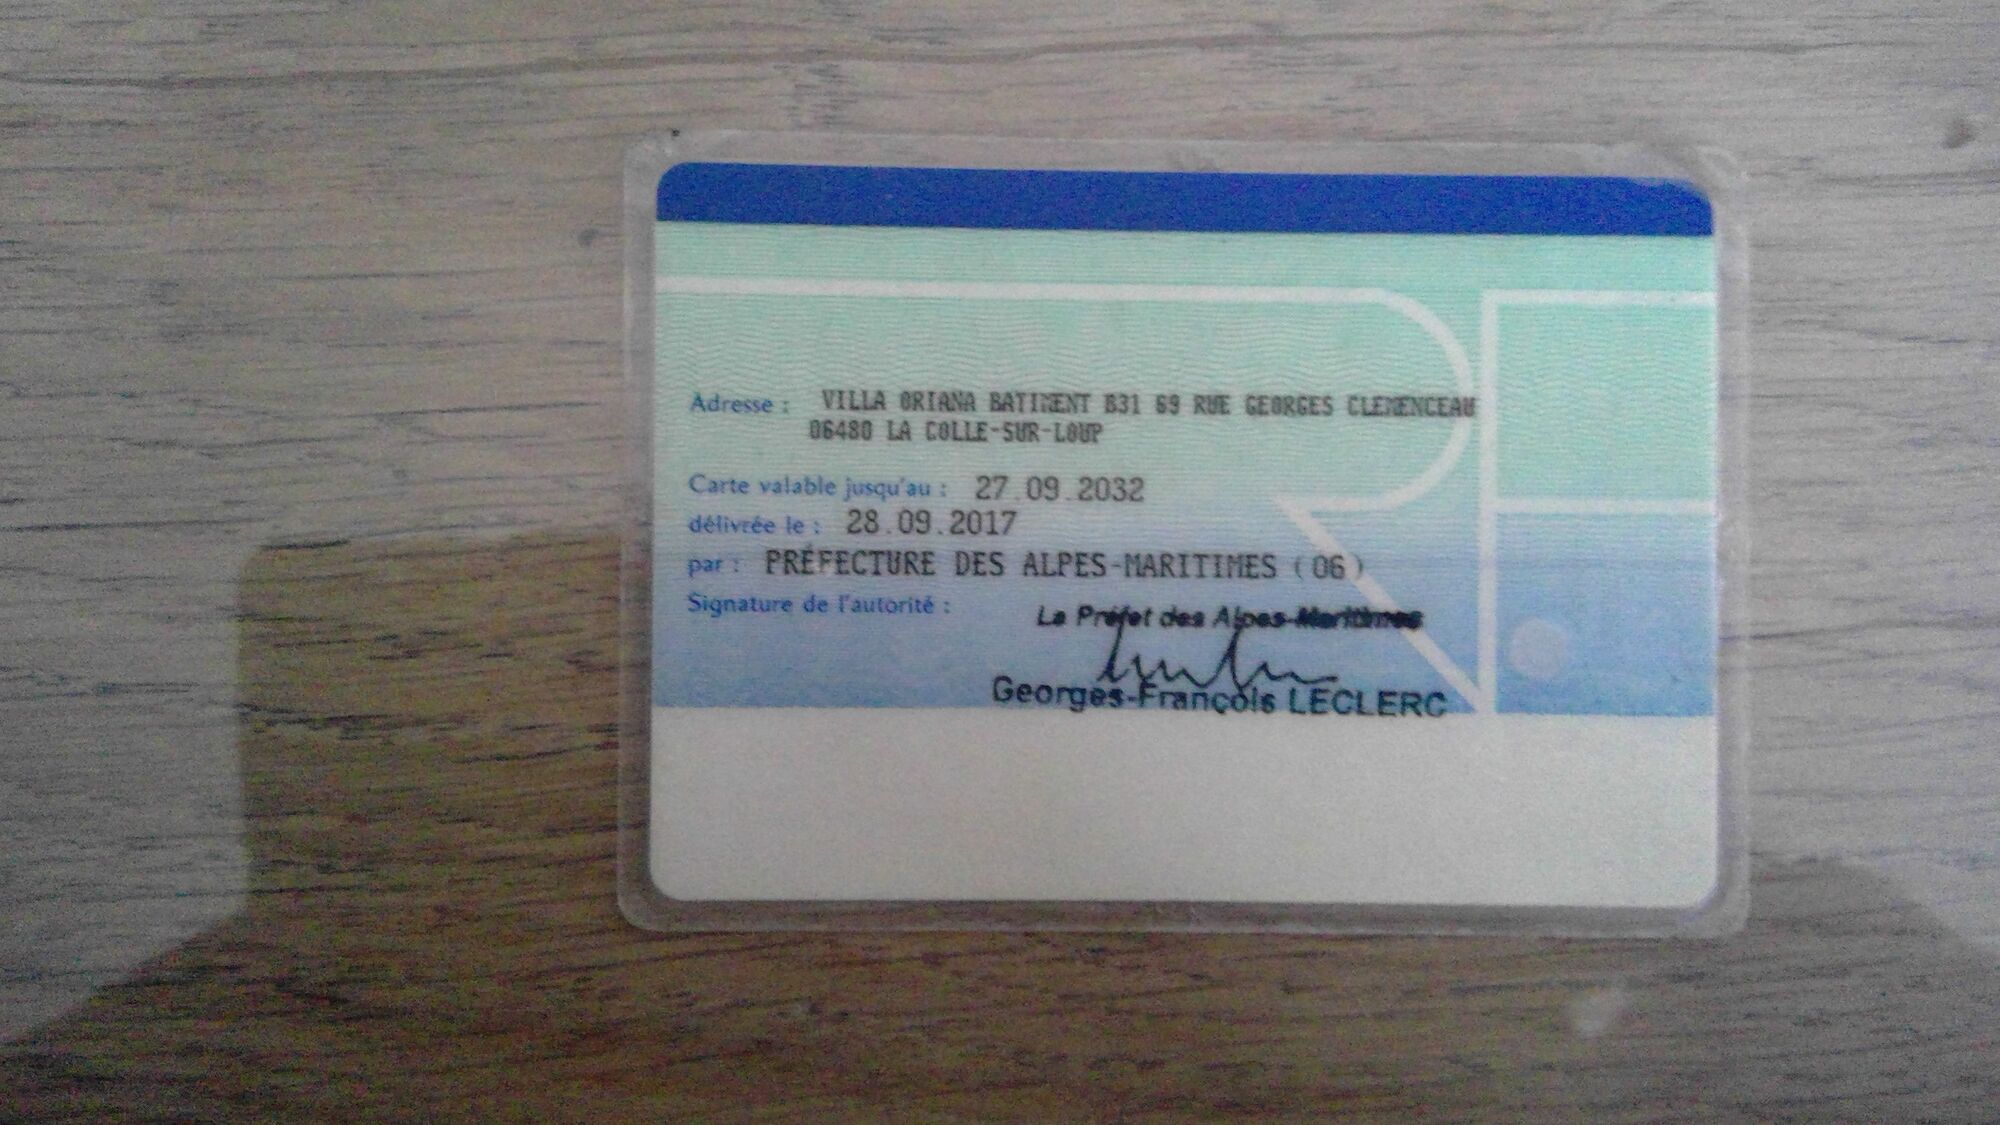 Adresse : VILLA ORIANA BATIMENT B31 69 RUE GEORGES CLEMENCEAU
06480 LA COLLE-SUR-LOUP
Carte valable jusqu'au : 27.09.2032
délivrée le : 28.09.2017
par : PRÉFECTURE DES ALPES-MARITIMES (06)
Signature de l'autorité :
Le Préfet des Alpes-Maritimes
Georges-François LECLERC